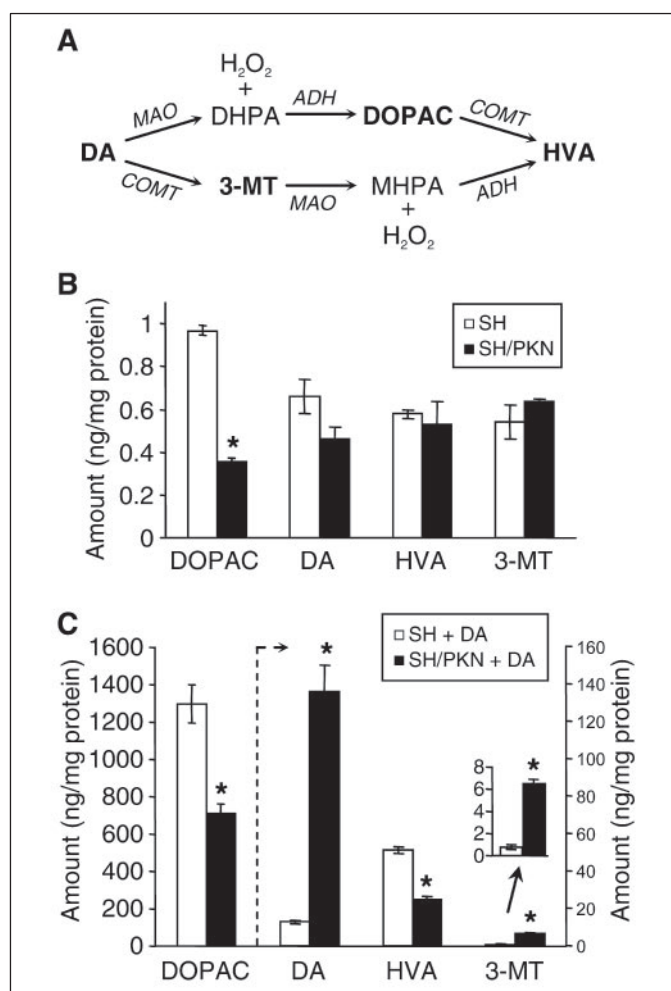 A
H₂O₂
+
MAO DHPA ADH DOPAC COMT
DA HVA
COMT 3-MT MAO MHPA ADH
+
H₂O₂
B
Amount (ng/mg protein)
1
0.8
0.6
0.4
0.2
0
SH
SH/PKN
*
DOPAC DA HVA 3-MT
C
Amount (ng/mg protein)
1600
1400
1200
1000
800
600
400
200
0
SH + DA
SH/PKN + DA
* * * * *
8
6
4
2
0
160
140
120
100
80
60
40
20
0
Amount (ng/mg protein)
DOPAC DA HVA 3-MT